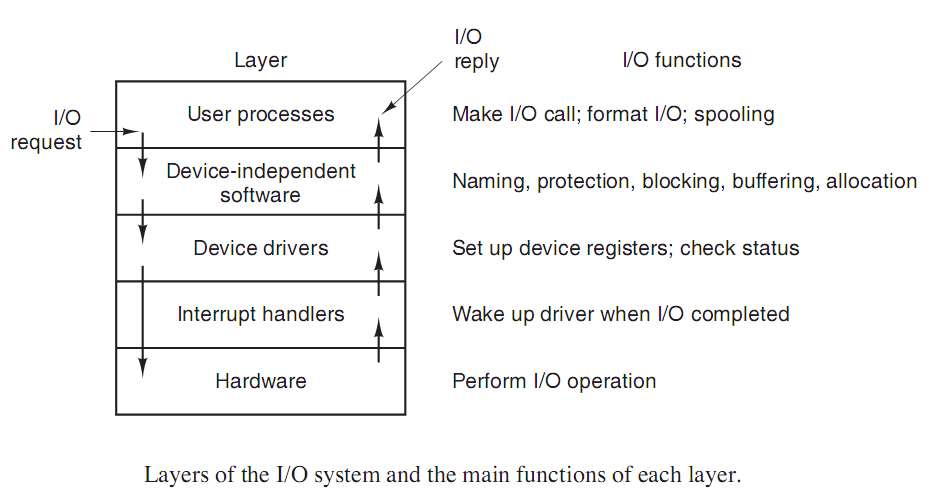 Layer
I/O
reply
I/O functions
I/O
request
User processes
Make I/O call; format I/O; spooling
Device-independent
software
Naming, protection, blocking, buffering, allocation
Device drivers
Set up device registers; check status
Interrupt handlers
Wake up driver when I/O completed
Hardware
Perform I/O operation
Layers of the I/O system and the main functions of each layer.